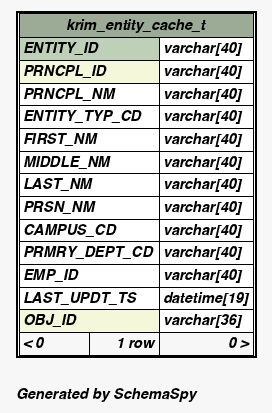 krim_entity_cache_t
ENTITY_ID varchar[40]
PRNCPL_ID varchar[40]
PRNCPL_NM varchar[40]
ENTITY_TYP_CD varchar[40]
FIRST_NM varchar[40]
MIDDLE_NM varchar[40]
LAST_NM varchar[40]
PRSN_NM varchar[40]
CAMPUS_CD varchar[40]
PRMRY_DEPT_CD varchar[40]
EMP_ID varchar[40]
LAST_UPDT_TS datetime[19]
OBJ_ID varchar[36]
< 0 1 row 0 >
Generated by SchemaSpy